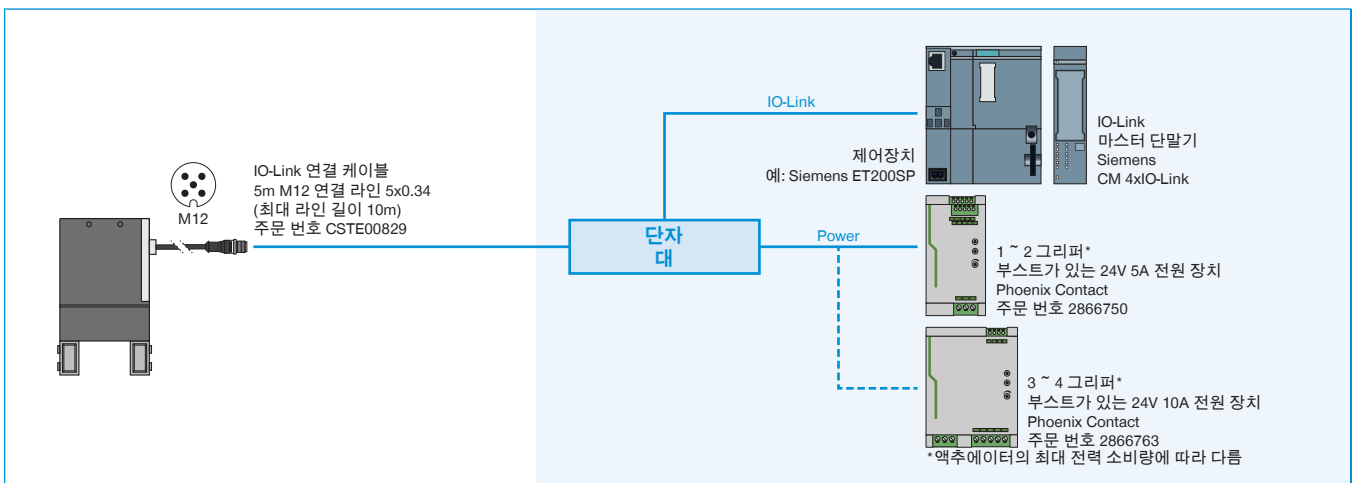 IO-Link 연결 케이블
5m M12 연결 라인 5x0.34
(최대 라인 길이 10m)
주문 번호 CSTE00829
M12
단자
대
IO-Link
Power
제어장치
예: Siemens ET200SP
IO-Link
마스터 단말기
Siemens
CM 4xIO-Link
1 ~ 2 그리퍼*
부스트가 있는 24V 5A 전원 장치
Phoenix Contact
주문 번호 2866750
3 ~ 4 그리퍼*
부스트가 있는 24V 10A 전원 장치
Phoenix Contact
주문 번호 2866763
*액추에이터의 최대 전력 소비량에 따라 다름